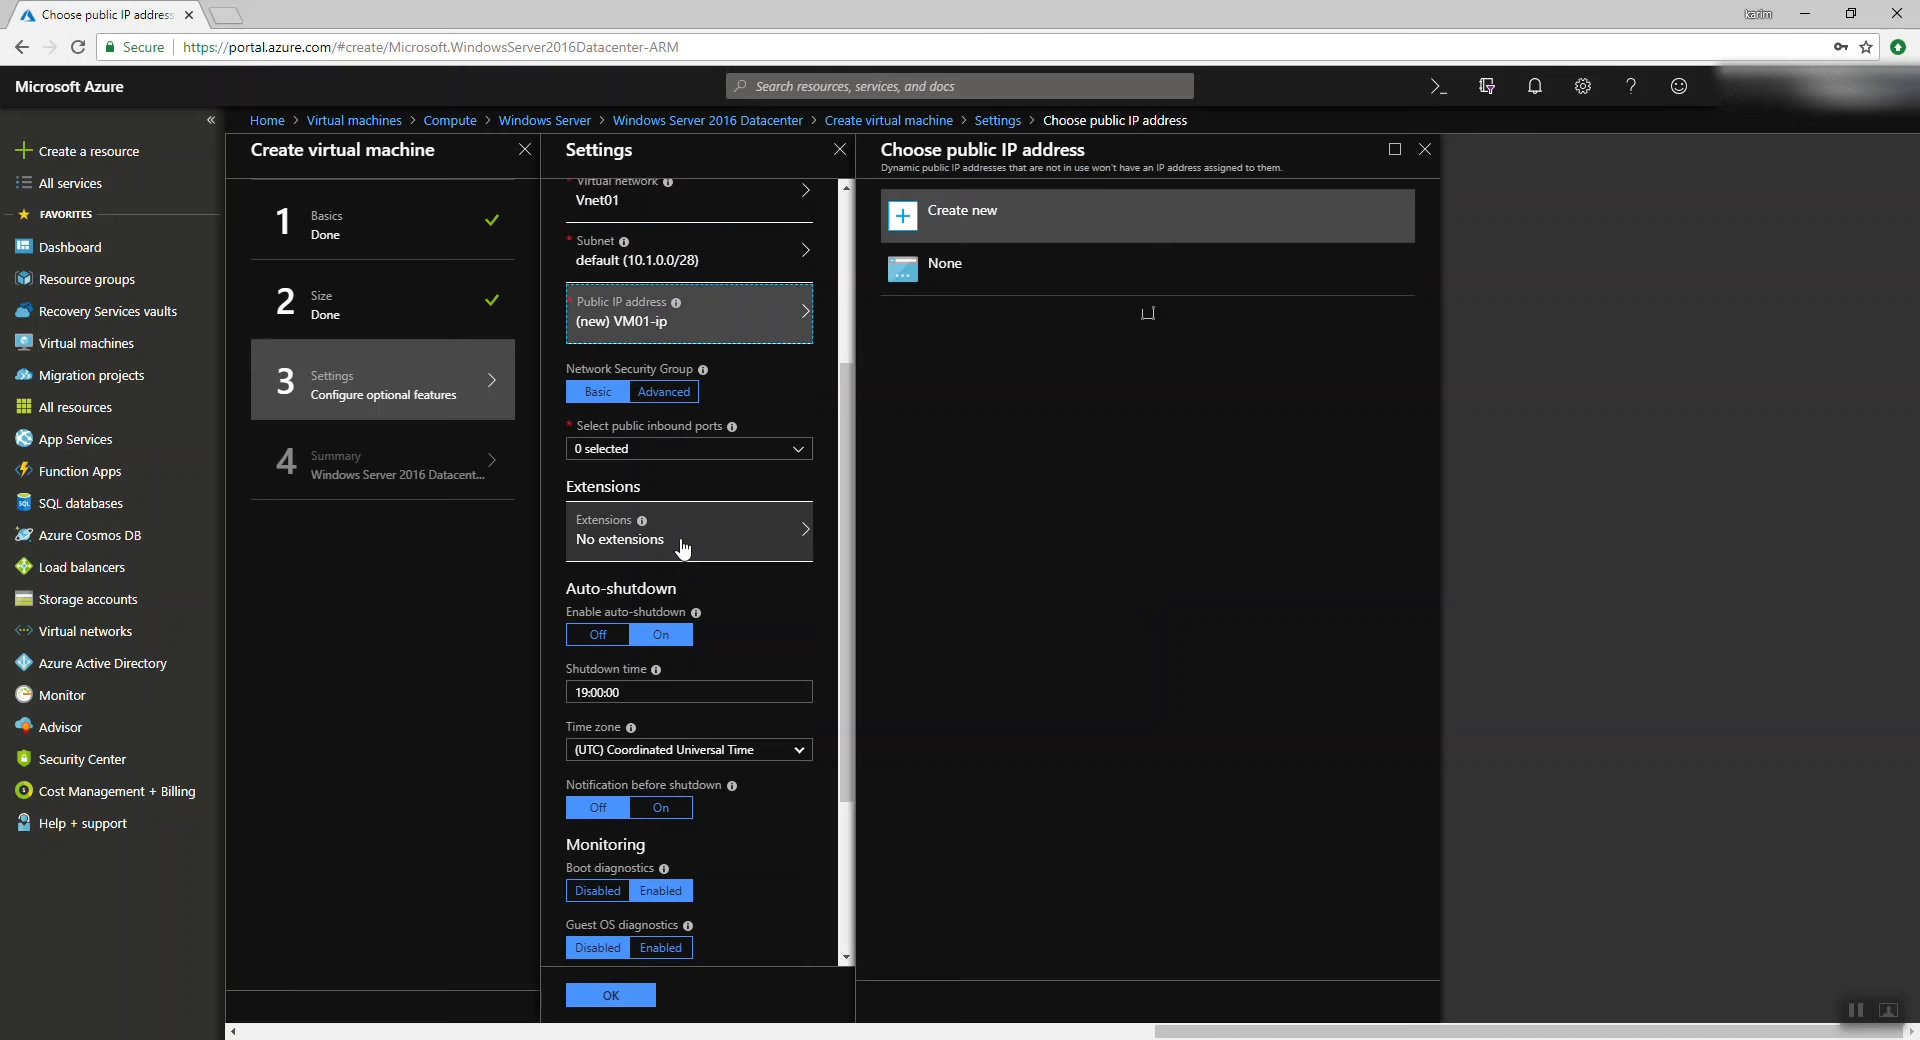 Choose public IP address
karim
Secure
https://portal.azure.com/#create/Microsoft.WindowsServer2016Datacenter-ARM
Microsoft Azure
Search resources, services, and docs
Home > Virtual machines > Compute > Windows Server > Windows Server 2016 Datacenter > Create virtual machine > Settings > Choose public IP address
Create a resource
All services
FAVORITES
Dashboard
Resource groups
Recovery Services vaults
Virtual machines
Migration projects
All resources
App Services
Function Apps
SQL databases
Azure Cosmos DB
Load balancers
Storage accounts
Virtual networks
Azure Active Directory
Monitor
Advisor
Security Center
Cost Management + Billing
Help + support
Create virtual machine
1 Basics
Done
2 Size
Done
3 Settings
Configure optional features
4 Summary
Windows Server 2016 Datacent...
Settings
* Virtual network
Vnet01
* Subnet
default (10.1.0.0/28)
* Public IP address
(new) VM01-ip
Network Security Group
Basic Advanced
* Select public inbound ports
0 selected
Extensions
Extensions
No extensions
Auto-shutdown
Enable auto-shutdown
Off On
Shutdown time
19:00:00
Time zone
(UTC) Coordinated Universal Time
Notification before shutdown
Off On
Monitoring
Boot diagnostics
Disabled Enabled
Guest OS diagnostics
Disabled Enabled
OK
Choose public IP address
Dynamic public IP addresses that are not in use won't have an IP address assigned to them.
Create new
None